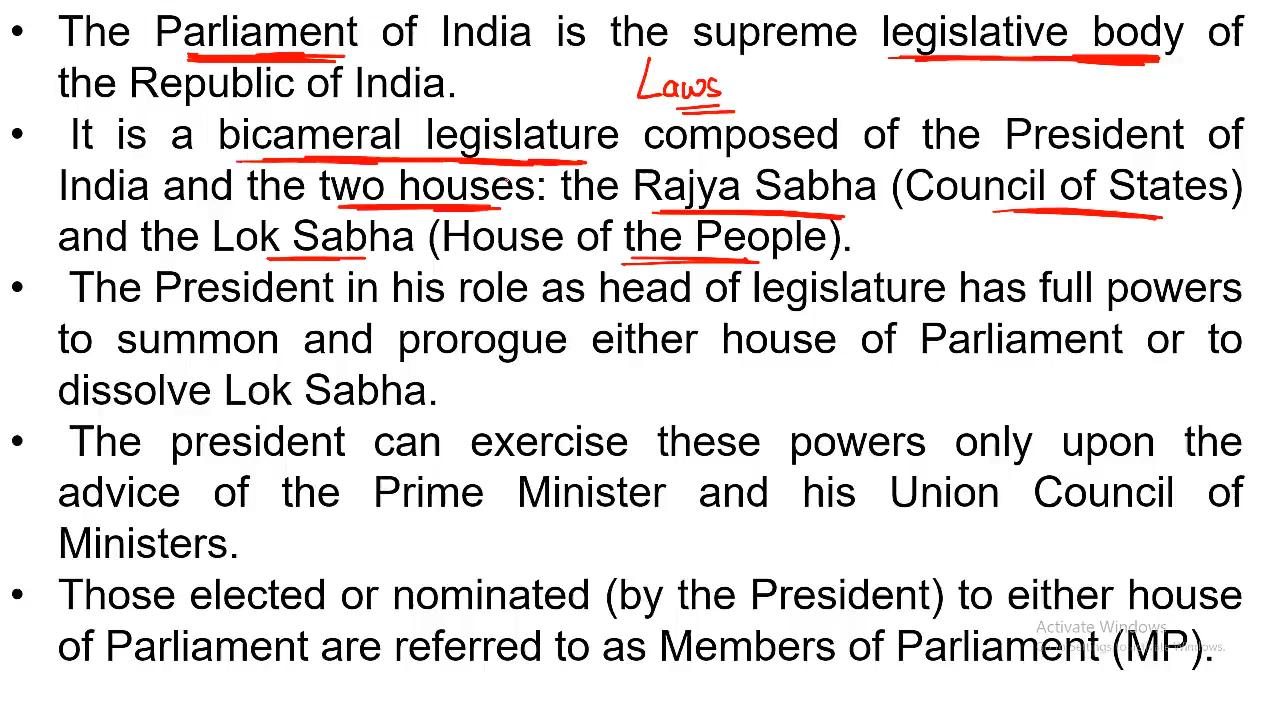 • The Parliament of India is the supreme legislative body of
the Republic of India.
Laws
• It is a bicameral legislature composed of the President of
India and the two houses: the Rajya Sabha (Council of States)
and the Lok Sabha (House of the People).
• The President in his role as head of legislature has full powers
to summon and prorogue either house of Parliament or to
dissolve Lok Sabha.
• The president can exercise these powers only upon the
advice of the Prime Minister and his Union Council of
Ministers.
• Those elected or nominated (by the President) to either house
Activate Windows
of Parliament are referred to as Members of Parliament (MP).
Settings to activate Windows.